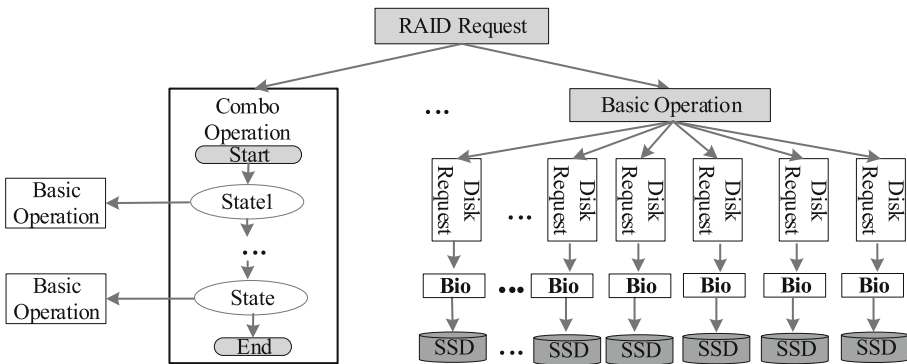 RAID Request
Combo
Operation
Start
State1
...
State
End
Basic
Operation
Basic
Operation
...
Basic Operation
Disk
Request
...
Disk
Request
Disk
Request
Disk
Request
Disk
Request
Disk
Request
Bio ... Bio Bio Bio Bio Bio
SSD ... SSD SSD SSD SSD SSD